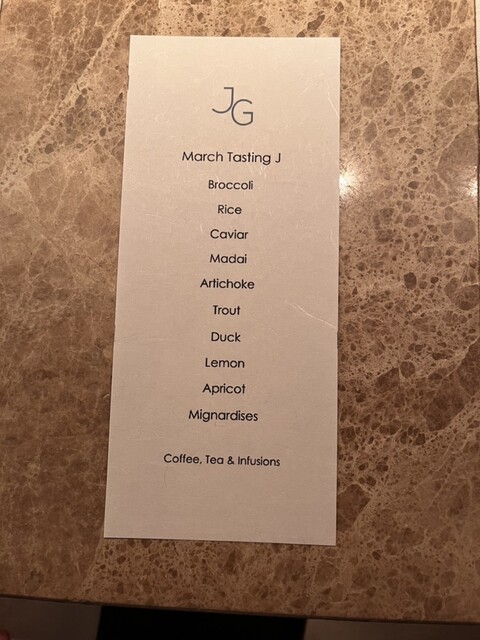 JG
March Tasting J
Broccoli
Rice
Caviar
Madai
Artichoke
Trout
Duck
Lemon
Apricot
Mignardises
Coffee, Tea & Infusions